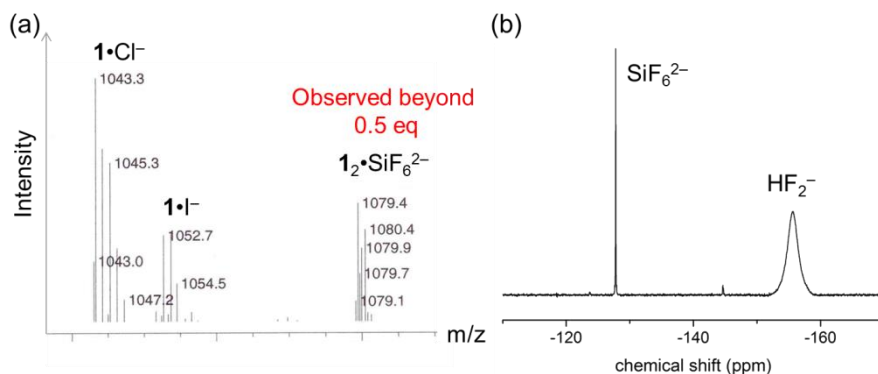 (a)
Intensity
1•Cl⁻
1043.3
1045.3
1043.0
1047.2
1•I⁻
1052.7
1054.5
Observed beyond
0.5 eq
1₂•SiF₆²⁻
1079.4
1080.4
1079.9
1079.7
1079.1
m/z
(b)
SiF₆²⁻
HF₂⁻
-120 -140 -160
chemical shift (ppm)